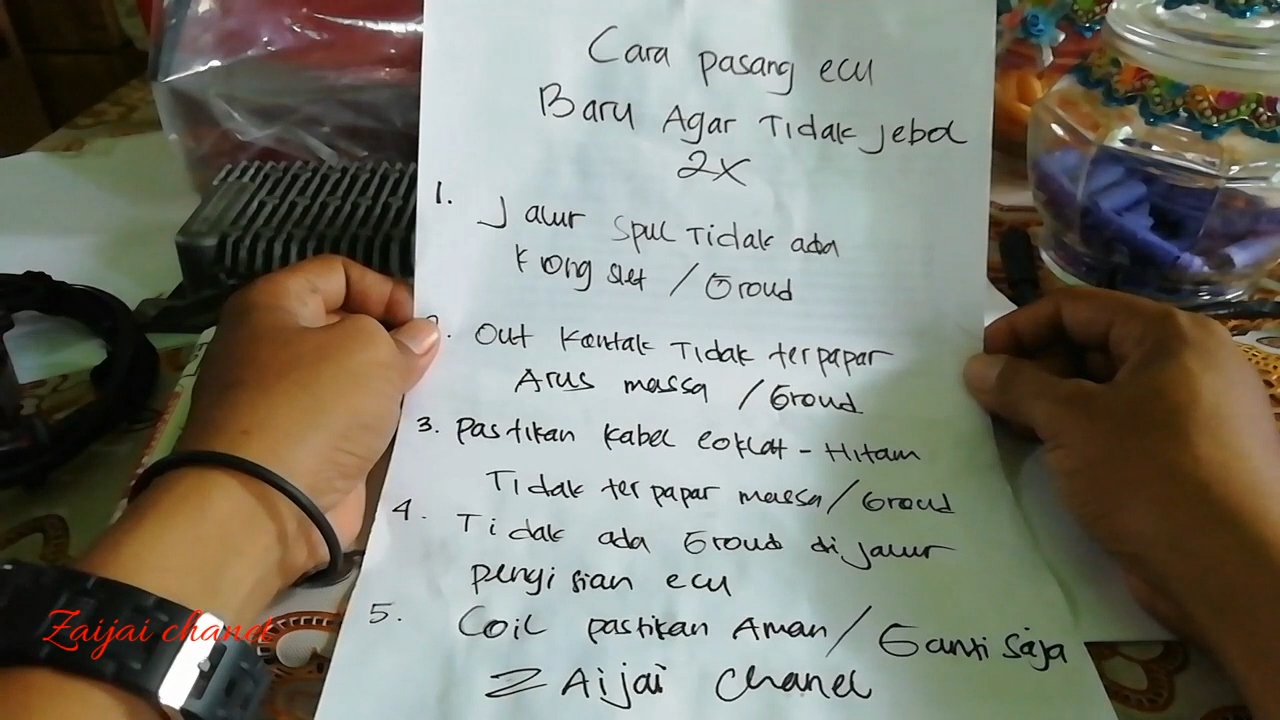 Cara pasang ecu
Baru Agar Tidak jebol
2X
1. Jalur Spul Tidak ada
Kong slet / Groud
2. Out Kontak Tidak terpapar
Arus massa / Groud
3. pastikan Kabel Coklat - Hitam
Tidak terpapar massa / Groud
4. Tidak ada Groud di jalur
pengisian ecu
5. Coil pastikan Aman / Ganti saja
ZAijai Chanel
Zaijai chanel